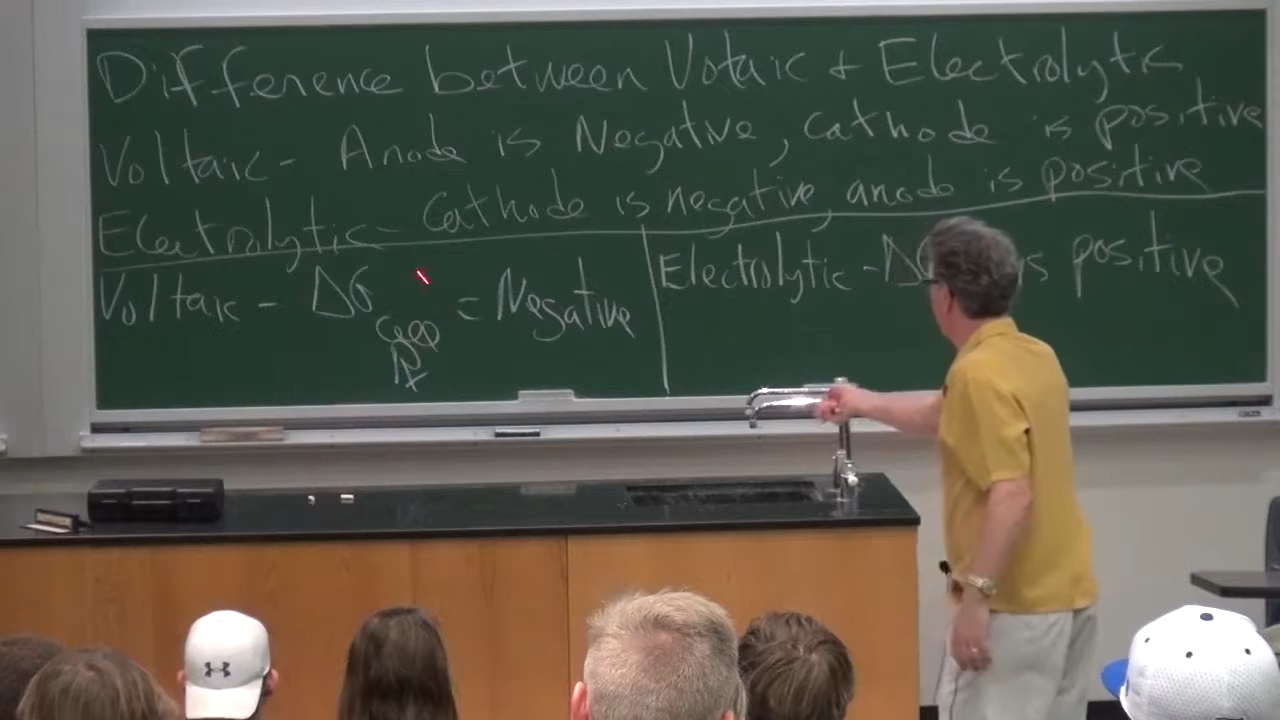 Difference between Votaic + Electrolytic
Voltaic - Anode is Negative, cathode is positive
Electrolytic - Cathode is negative, anode is positive
Voltaic - ΔG = Negative
Electrolytic - ΔG is positive